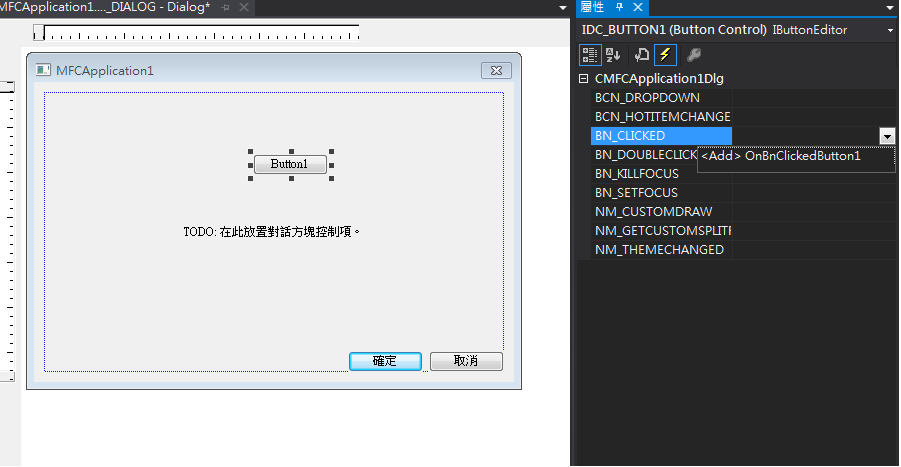 MFCApplication1...._DIALOG - Dialog*
MFCApplication1
Button1
TODO: 在此放置對話方塊控制項。
確定
取消
屬性
IDC_BUTTON1 (Button Control) IButtonEditor
CMFCApplication1Dlg
BCN_DROPDOWN
BCN_HOTITEMCHANGE
BN_CLICKED
BN_DOUBLECLICK
<Add> OnBnClickedButton1
BN_KILLFOCUS
BN_SETFOCUS
NM_CUSTOMDRAW
NM_GETCUSTOMSPLIT
NM_THEMECHANGED